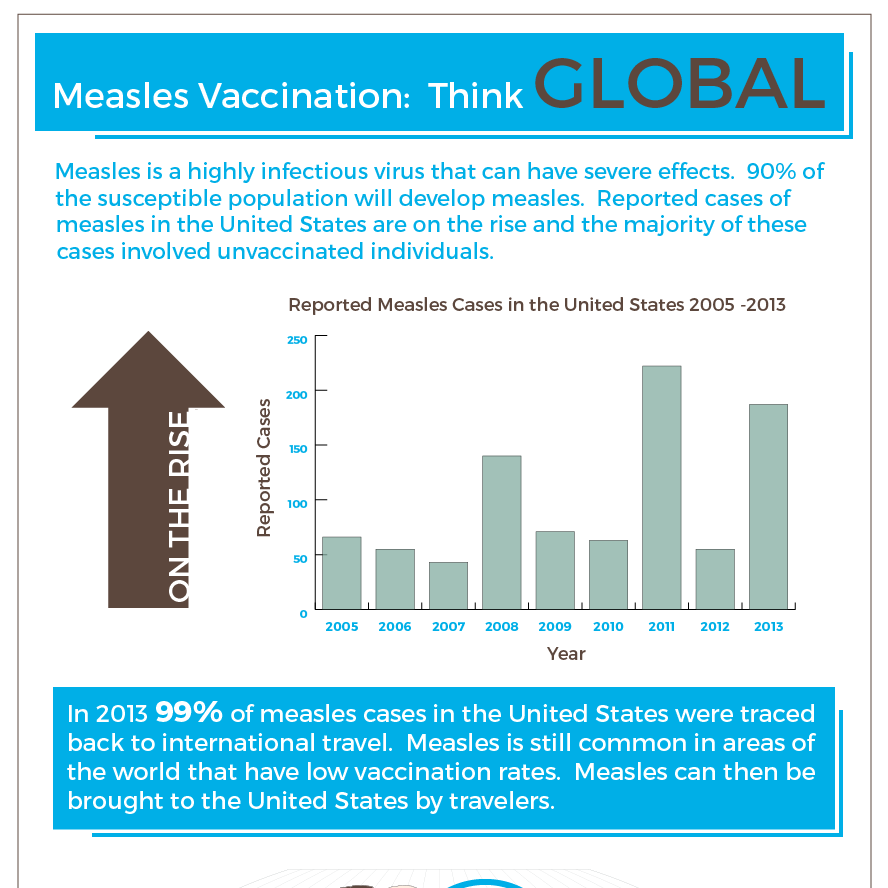 Measles Vaccination: Think GLOBAL
Measles is a highly infectious virus that can have severe effects. 90% of
the susceptible population will develop measles. Reported cases of
measles in the United States are on the rise and the majority of these
cases involved unvaccinated individuals.
ON THE RISE
Reported Measles Cases in the United States 2005 -2013
Reported Cases
250
200
150
100
50
0
2005 2006 2007 2008 2009 2010 2011 2012 2013
Year
In 2013 99% of measles cases in the United States were traced
back to international travel. Measles is still common in areas of
the world that have low vaccination rates. Measles can then be
brought to the United States by travelers.